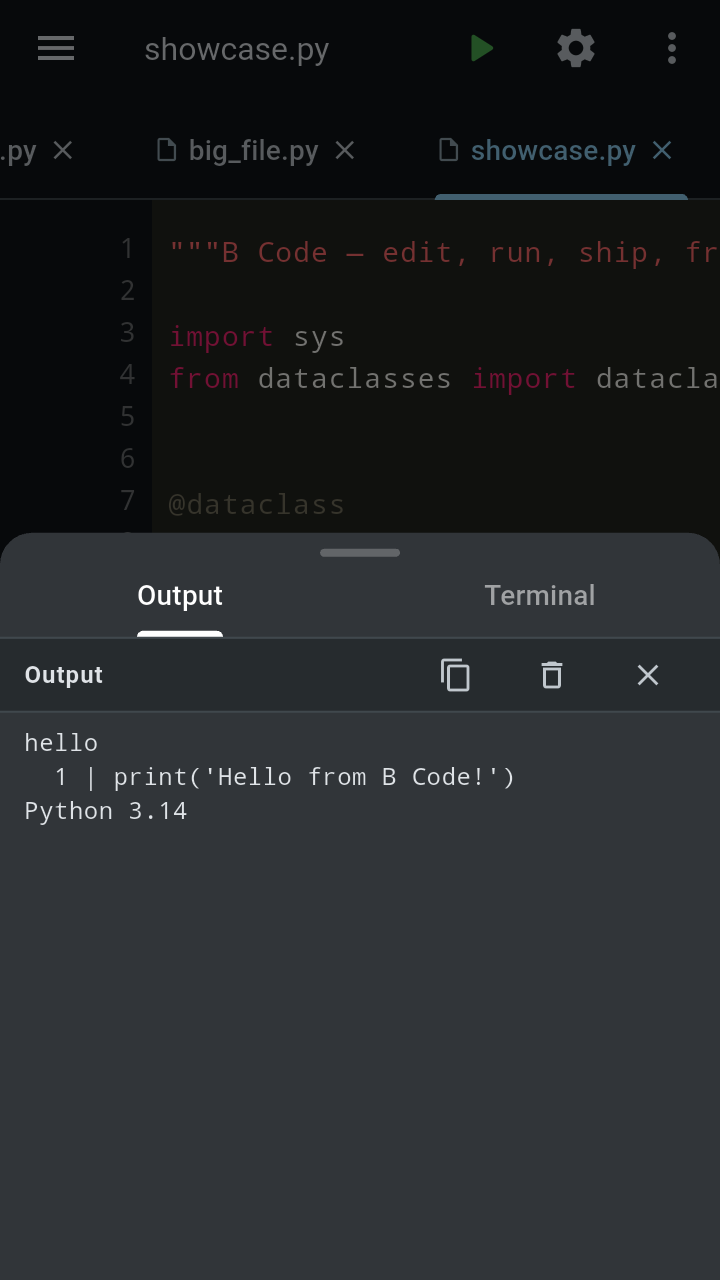 showcase.py
.py
big_file.py
showcase.py
1 """B Code — edit, run, ship, fr
2
3 import sys
4 from dataclasses import datacla
5
6
7 @dataclass
Output
Terminal
Output
hello
  1 | print('Hello from B Code!')
Python 3.14